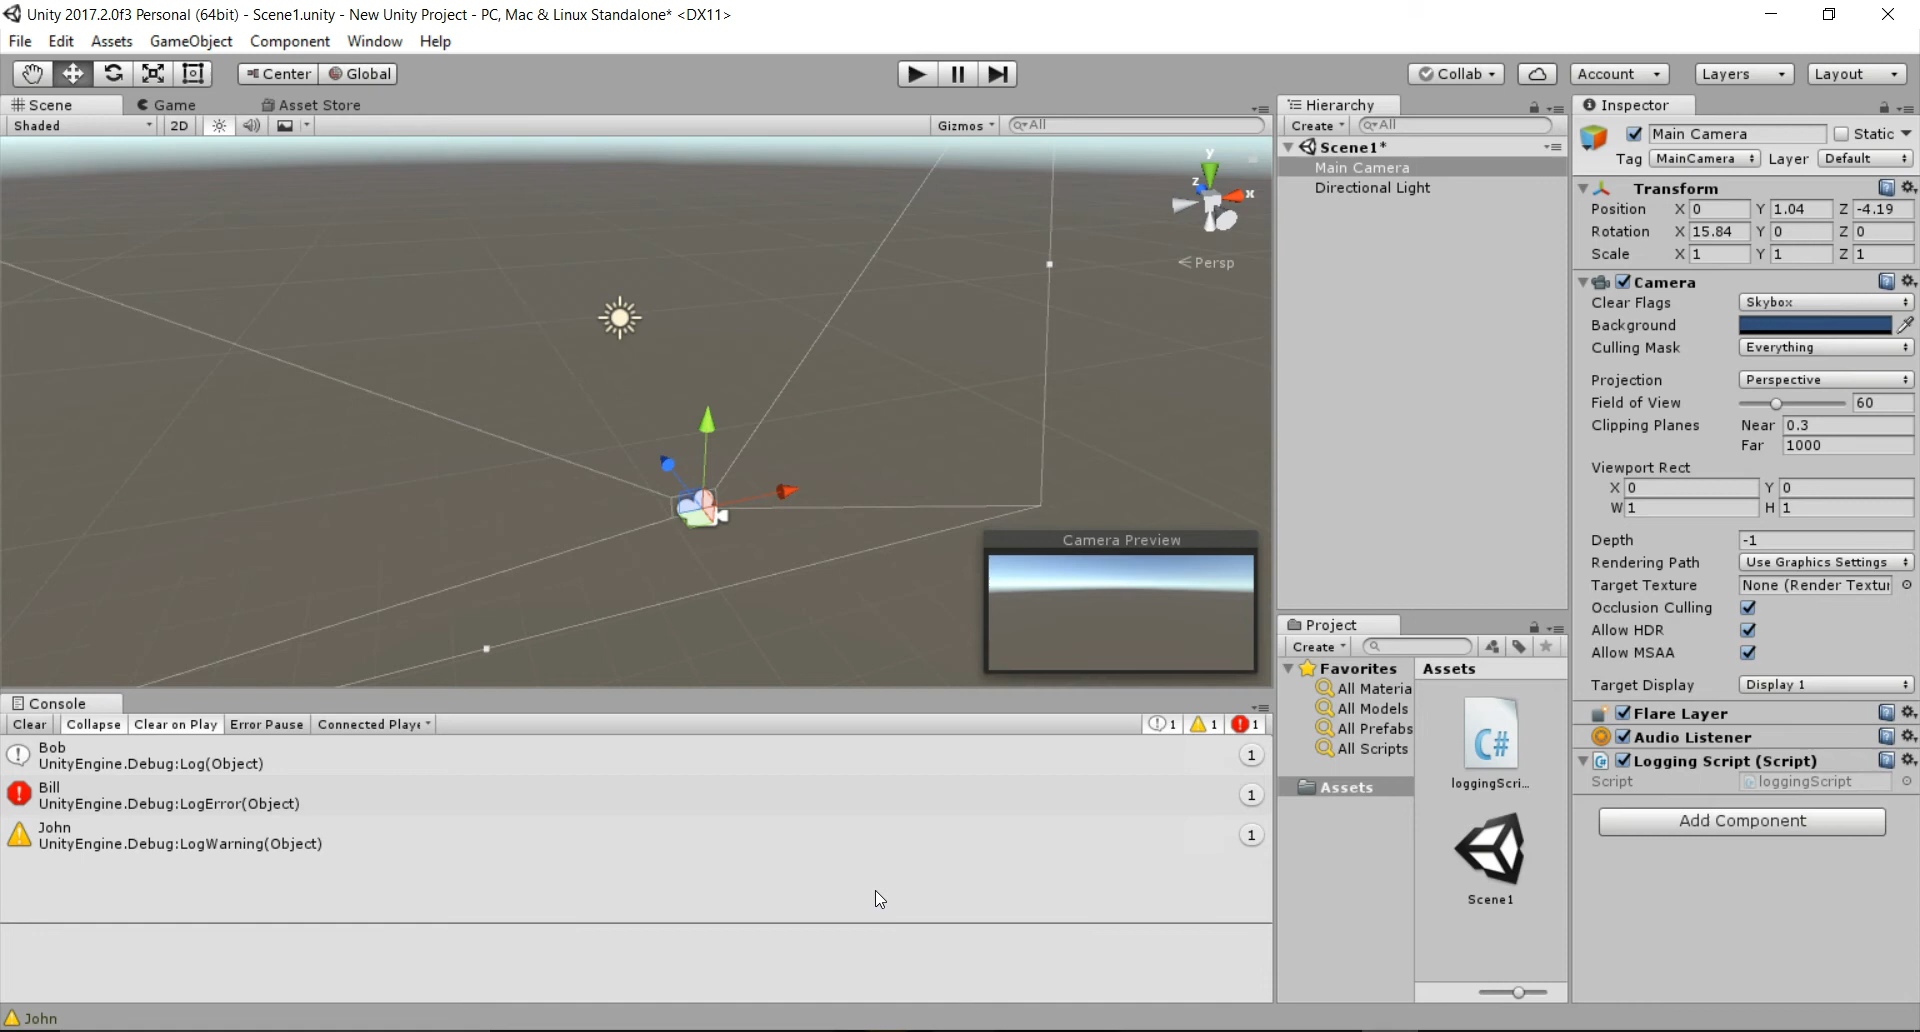 Unity 2017.2.0f3 Personal (64bit) - Scene1.unity - New Unity Project - PC, Mac & Linux Standalone* <DX11>
File Edit Assets GameObject Component Window Help
Center Global
Collab Account Layers Layout
Scene Game Asset Store
Shaded 2D Gizmos All
y
z
x
Persp
Camera Preview
Hierarchy
Create All
Scene1*
Main Camera
Directional Light
Console
Clear Collapse Clear on Play Error Pause Connected Playe 1 1 1
Bob
UnityEngine.Debug:Log(Object) 1
Bill
UnityEngine.Debug:LogError(Object) 1
John
UnityEngine.Debug:LogWarning(Object) 1
Project
Create
Favorites
All Materia
All Models
All Prefabs
All Scripts
Assets
Assets
C#
loggingScri...
Scene1
Inspector
Main Camera Static
Tag MainCamera Layer Default
Transform
Position X 0 Y 1.04 Z -4.19
Rotation X 15.84 Y 0 Z 0
Scale X 1 Y 1 Z 1
Camera
Clear Flags Skybox
Background
Culling Mask Everything
Projection Perspective
Field of View 60
Clipping Planes Near 0.3
Far 1000
Viewport Rect
X 0 Y 0
W 1 H 1
Depth -1
Rendering Path Use Graphics Settings
Target Texture None (Render Textur
Occlusion Culling
Allow HDR
Allow MSAA
Target Display Display 1
Flare Layer
Audio Listener
Logging Script (Script)
Script loggingScript
Add Component
John